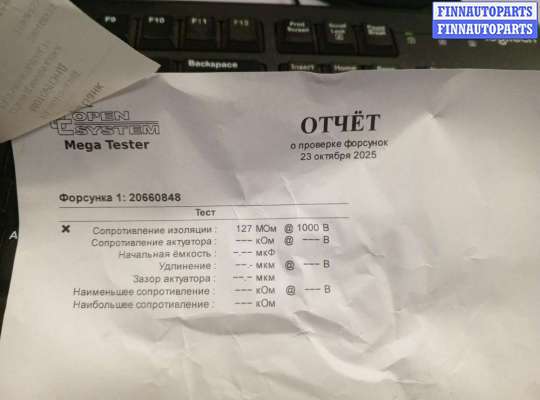 FINNAUTOPARTS
FINNAUTOPARTS
F9 F10 F11 F12 Print Screen Scroll Lock Pause Break
Backspace Insert Home
OPEN SYSTEM
Mega Tester
ОТЧЁТ
о проверке форсунок
23 октября 2025
Форсунка 1: 20660848
Тест
✖ Сопротивление изоляции : 127 МОм @ 1000 В
Сопротивление актуатора : --- кОм @ --- В
Начальная ёмкость : -.-- мкФ
Удлинение : --.- мкм @ --- В
Зазор актуатора : --.- мкм
Наименьшее сопротивление : --- кОм @ --- В
Наибольшее сопротивление : --- кОм